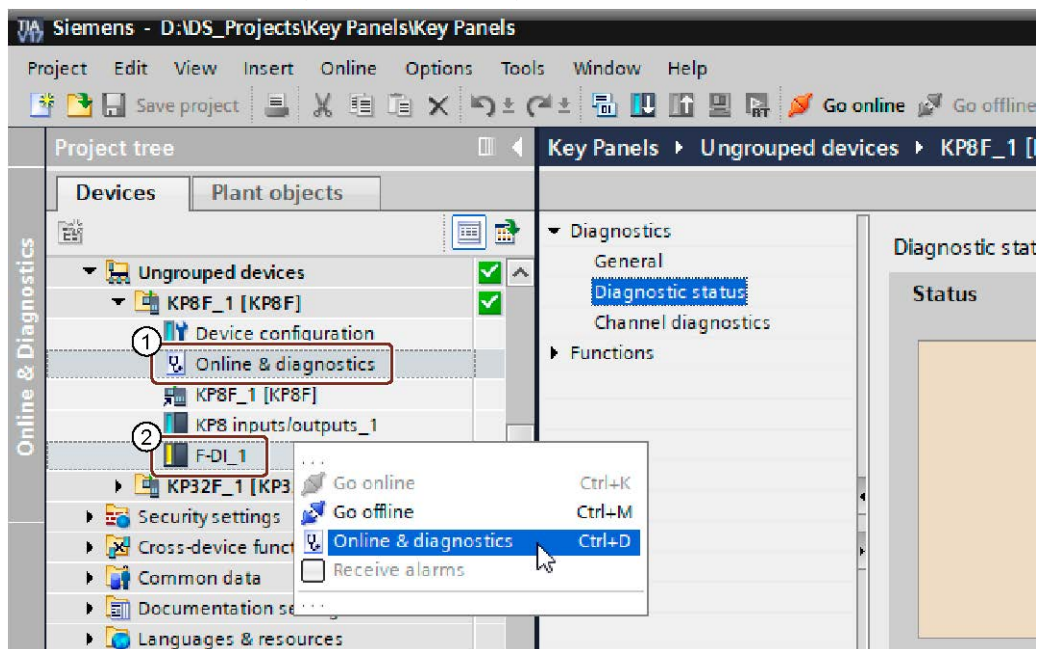 TIA V17 Siemens - D:\DS_Projects\Key Panels\Key Panels
Project Edit View Insert Online Options Tools Window Help
Save project RT Go online Go offline
Project tree
Devices Plant objects
Online & Diagnostics
Ungrouped devices
KP8F_1 [KP8F]
Device configuration
1
Online & diagnostics
KP8F_1 [KP8F]
KP8 inputs/outputs_1
2
F-DI_1
KP32F_1 [KP3
Security settings
Cross-device funct
Common data
Documentation se
Languages & resources
...
Go online Ctrl+K
Go offline Ctrl+M
Online & diagnostics Ctrl+D
Receive alarms
...
Key Panels Ungrouped devices KP8F_1 [
Diagnostics
General
Diagnostic status
Channel diagnostics
Functions
Diagnostic stat
Status